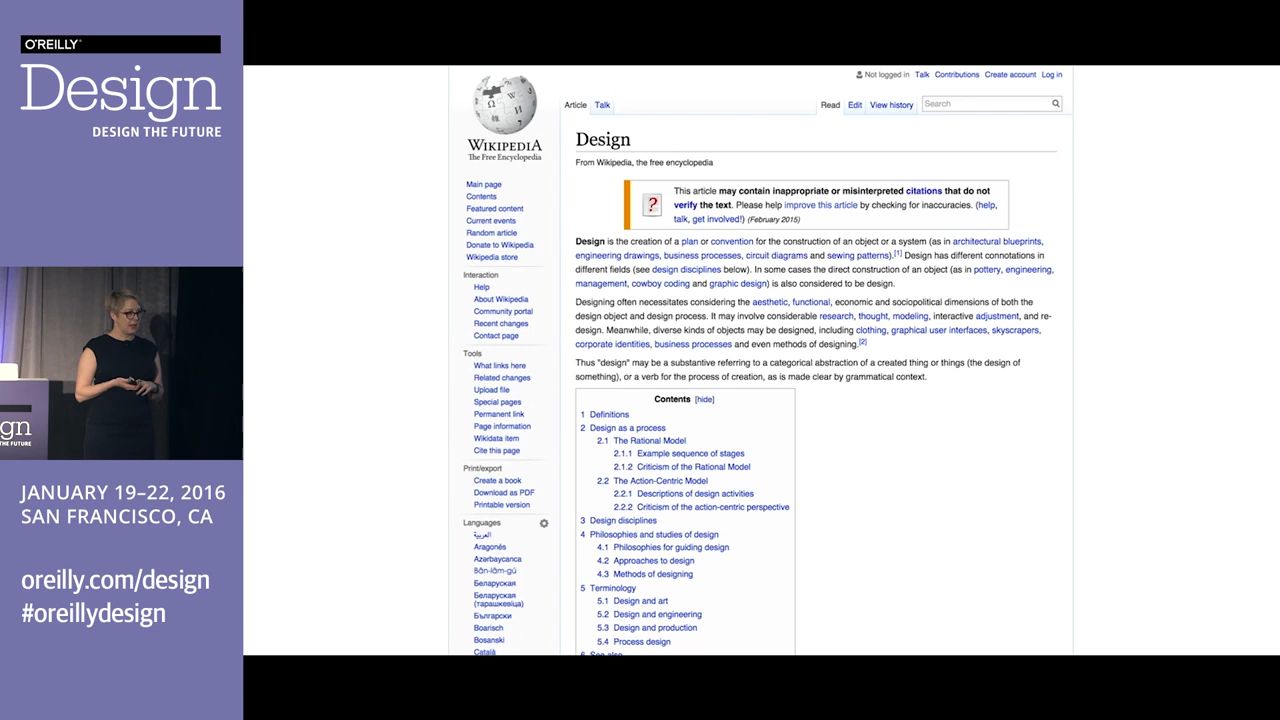 O'REILLY®
Design
DESIGN THE FUTURE
gn
THE FUTURE
JANUARY 19–22, 2016
SAN FRANCISCO, CA
oreilly.com/design
#oreillydesign
WIKIPEDIA
The Free Encyclopedia
Main page
Contents
Featured content
Current events
Random article
Donate to Wikipedia
Wikipedia store
Interaction
Help
About Wikipedia
Community portal
Recent changes
Contact page
Tools
What links here
Related changes
Upload file
Special pages
Permanent link
Page information
Wikidata item
Cite this page
Print/export
Create a book
Download as PDF
Printable version
Languages
العربية
Aragonés
Azərbaycanca
Bân-lâm-gú
Беларуская
Беларуская
(тарашкевіца)
Български
Boarisch
Bosanski
Català
Not logged in Talk Contributions Create account Log in
Article Talk Read Edit View history Search
Design
From Wikipedia, the free encyclopedia
?
This article may contain inappropriate or misinterpreted citations that do not
verify the text. Please help improve this article by checking for inaccuracies. (help,
talk, get involved!) (February 2015)
Design is the creation of a plan or convention for the construction of an object or a system (as in architectural blueprints,
engineering drawings, business processes, circuit diagrams and sewing patterns).[1] Design has different connotations in
different fields (see design disciplines below). In some cases the direct construction of an object (as in pottery, engineering,
management, cowboy coding and graphic design) is also considered to be design.
Designing often necessitates considering the aesthetic, functional, economic and sociopolitical dimensions of both the
design object and design process. It may involve considerable research, thought, modeling, interactive adjustment, and re-
design. Meanwhile, diverse kinds of objects may be designed, including clothing, graphical user interfaces, skyscrapers,
corporate identities, business processes and even methods of designing.[2]
Thus "design" may be a substantive referring to a categorical abstraction of a created thing or things (the design of
something), or a verb for the process of creation, as is made clear by grammatical context.
Contents [hide]
1 Definitions
2 Design as a process
2.1 The Rational Model
2.1.1 Example sequence of stages
2.1.2 Criticism of the Rational Model
2.2 The Action-Centric Model
2.2.1 Descriptions of design activities
2.2.2 Criticism of the action-centric perspective
3 Design disciplines
4 Philosophies and studies of design
4.1 Philosophies for guiding design
4.2 Approaches to design
4.3 Methods of designing
5 Terminology
5.1 Design and art
5.2 Design and engineering
5.3 Design and production
5.4 Process design
6 See also